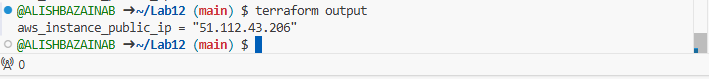 @ALISHBAZAINAB ➜~/Lab12 (main) $ terraform output
aws_instance_public_ip = "51.112.43.206"
@ALISHBAZAINAB ➜~/Lab12 (main) $
0